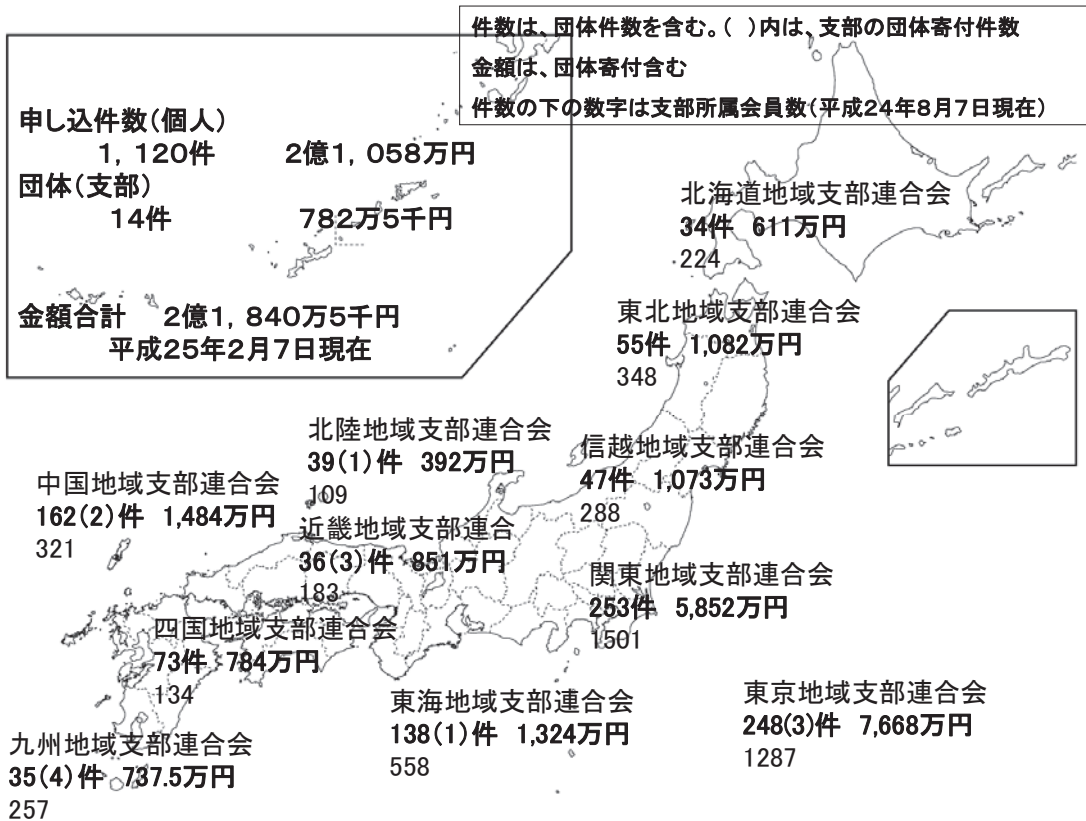 件数は、団体件数を含む。( )内は、支部の団体寄付件数
金額は、団体寄付含む
件数の下の数字は支部所属会員数(平成24年8月7日現在)
申し込件数(個人)
1,120件 2億1,058万円
団体(支部)
14件 782万5千円
金額合計 2億1,840万5千円
平成25年2月7日現在
北海道地域支部連合会
34件 611万円
224
東北地域支部連合会
55件 1,082万円
348
北陸地域支部連合会
39(1)件 392万円
109
信越地域支部連合会
47件 1,073万円
288
中国地域支部連合会
162(2)件 1,484万円
321
近畿地域支部連合
36(3)件 851万円
183
関東地域支部連合会
253件 5,852万円
1501
四国地域支部連合会
73件 784万円
134
東海地域支部連合会
138(1)件 1,324万円
558
東京地域支部連合会
248(3)件 7,668万円
1287
九州地域支部連合会
35(4)件 737.5万円
257